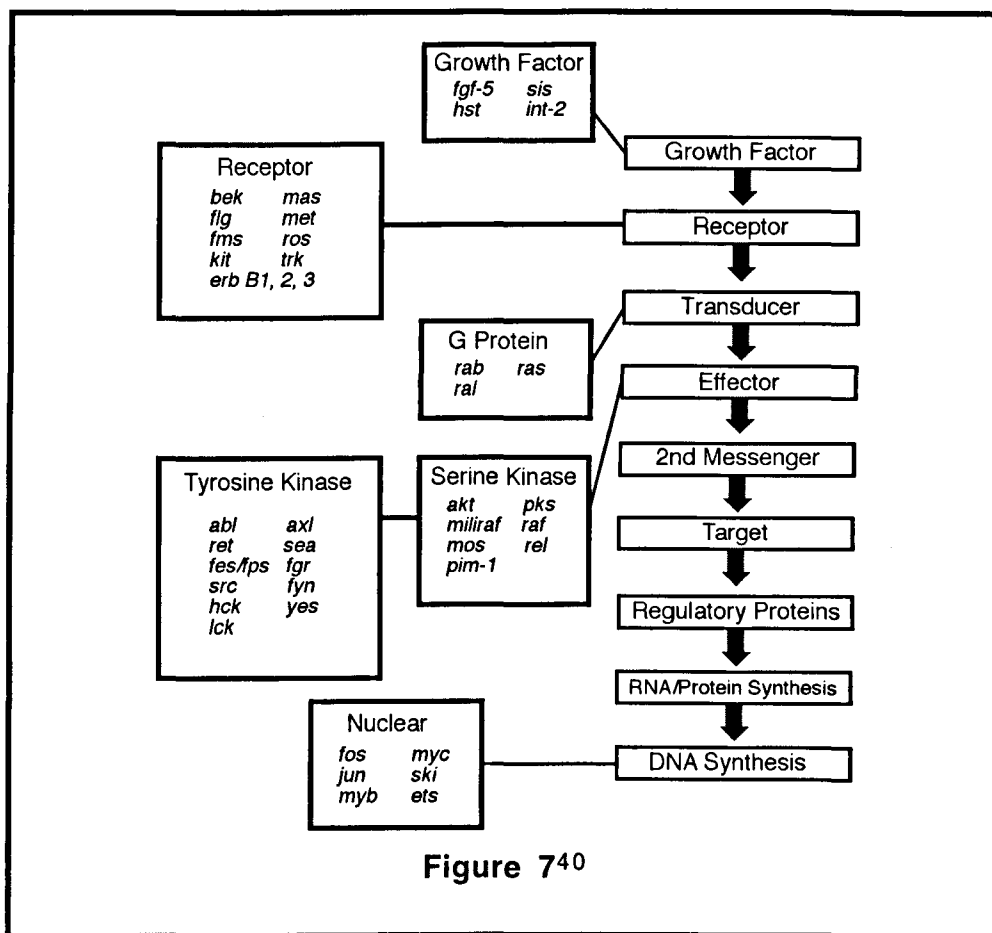 Growth Factor
fgf-5 sis
hst int-2
Growth Factor
Receptor
bek mas
flg met
fms ros
kit trk
erb B1, 2, 3
Receptor
Transducer
G Protein
rab ras
ral
Effector
2nd Messenger
Tyrosine Kinase
abl axl
ret sea
fes/fps fgr
src fyn
hck yes
lck
Serine Kinase
akt pks
miliraf raf
mos rel
pim-1
Target
Regulatory Proteins
RNA/Protein Synthesis
Nuclear
fos myc
jun ski
myb ets
DNA Synthesis
Figure 740